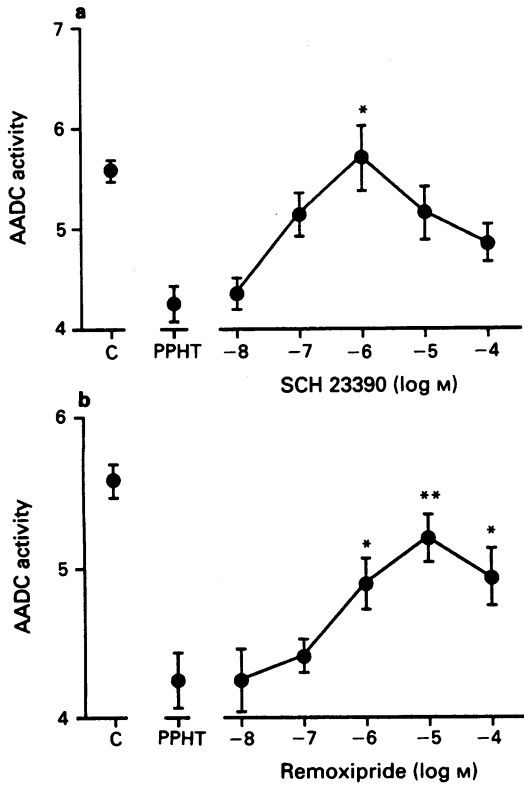 a
7
6
5
4
AADC activity
*
C PPHT −8 −7 −6 −5 −4
SCH 23390 (log M)
b
6
5
4
AADC activity
* ** *
C PPHT −8 −7 −6 −5 −4
Remoxipride (log M)